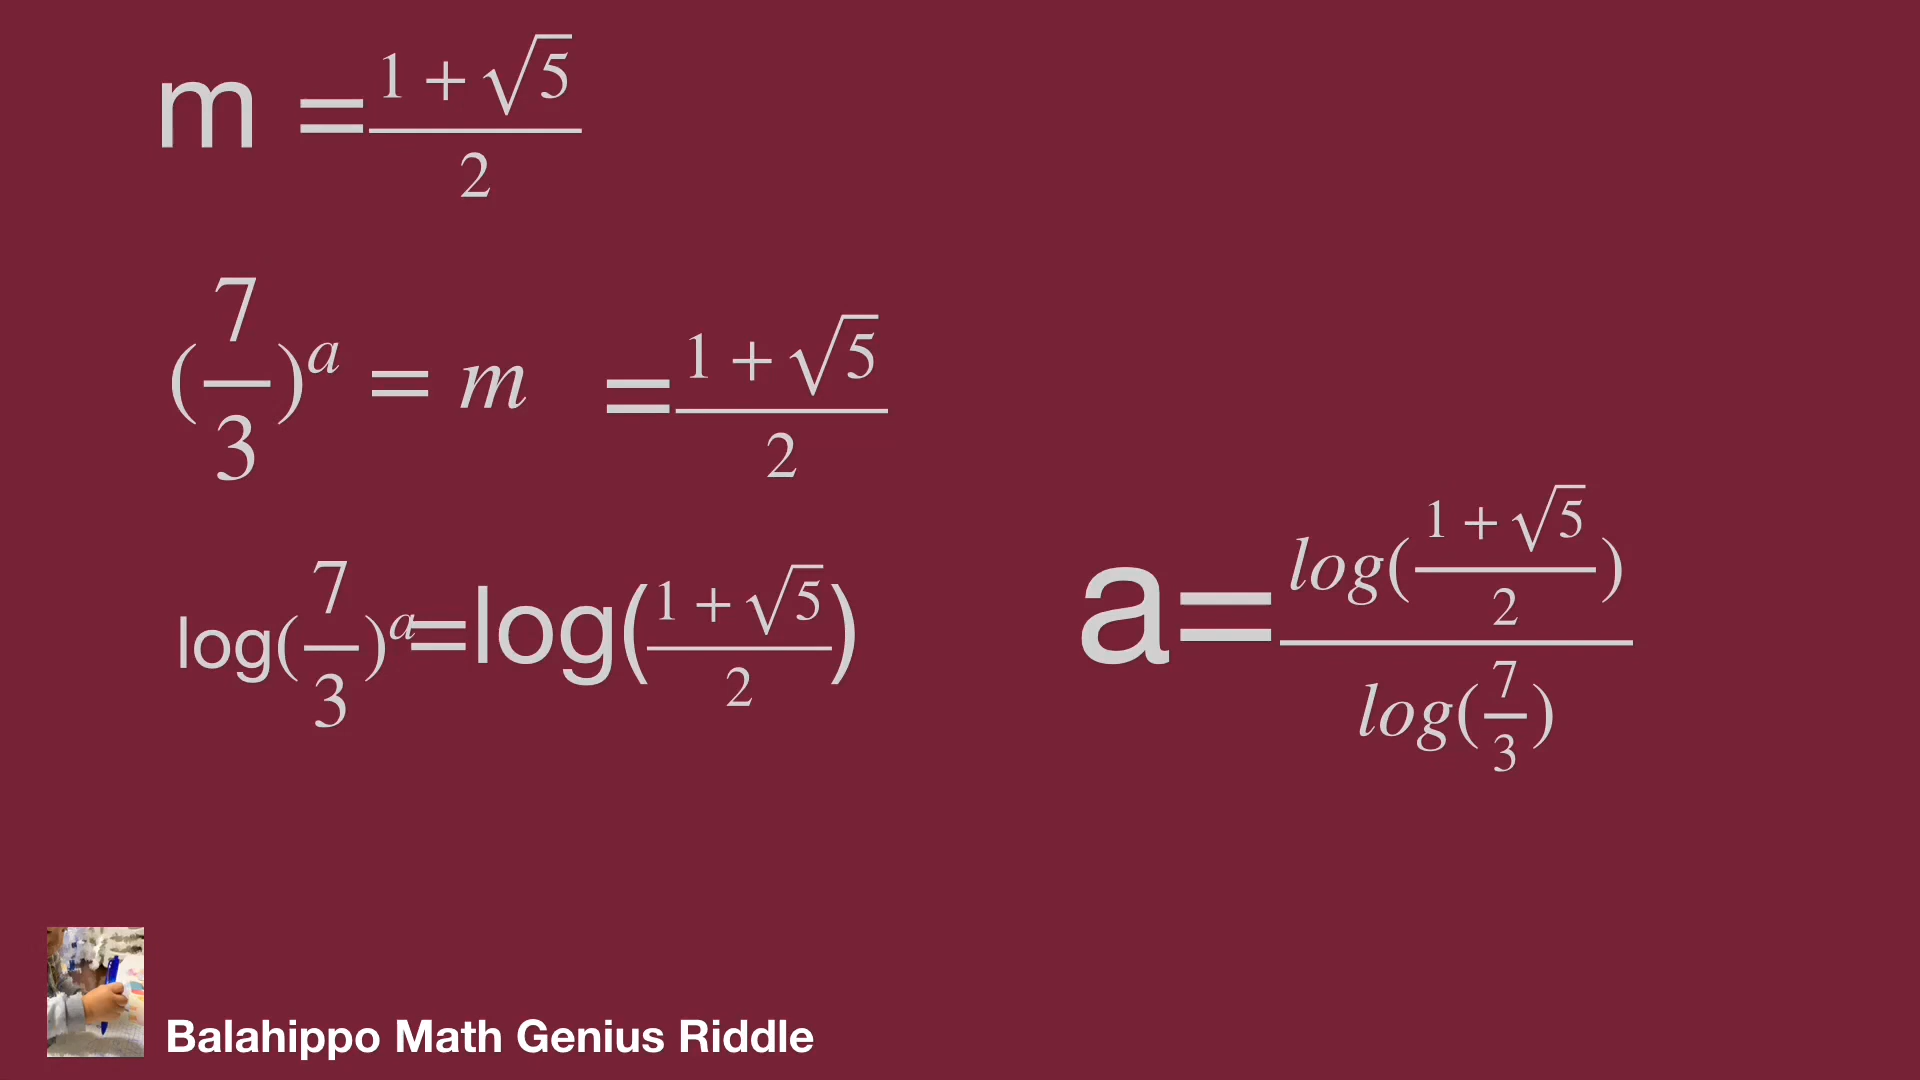 m = (1 + √5)/2
(7/3)^a = m = (1 + √5)/2
log(7/3)^a=log((1 + √5)/2)
a=log((1 + √5)/2)/log(7/3)
Balahippo Math Genius Riddle